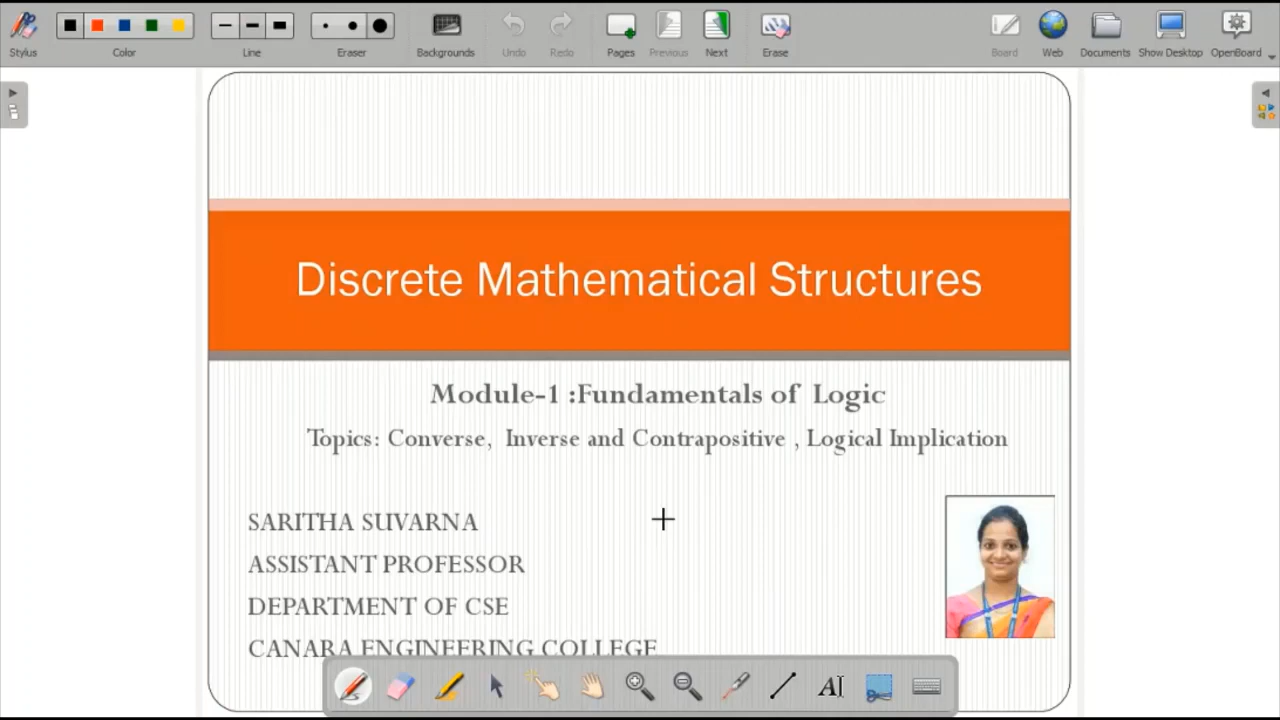 Stylus
Color
Line
Eraser
Backgrounds
Undo
Redo
Pages
Previous
Next
Erase
Board
Web
Documents
Show Desktop
OpenBoard
Discrete Mathematical Structures
Module-1 :Fundamentals of Logic
Topics: Converse, Inverse and Contrapositive , Logical Implication
SARITHA SUVARNA
ASSISTANT PROFESSOR
DEPARTMENT OF CSE
CANARA ENGINEERING COLLEGE
AI